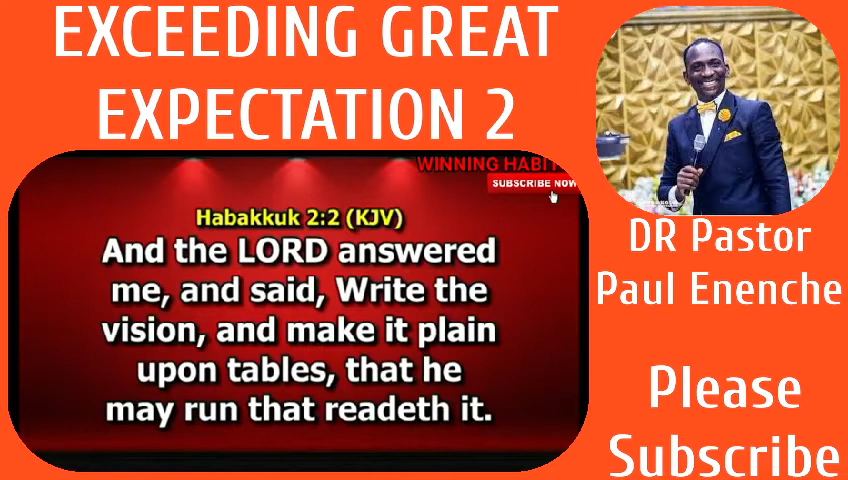 EXCEEDING GREAT
EXPECTATION 2
WINNING HABIT
SUBSCRIBE NOW
Habakkuk 2:2 (KJV)
And the LORD answered
me, and said, Write the
vision, and make it plain
upon tables, that he
may run that readeth it.
DR Pastor
Paul Enenche
Please
Subscribe